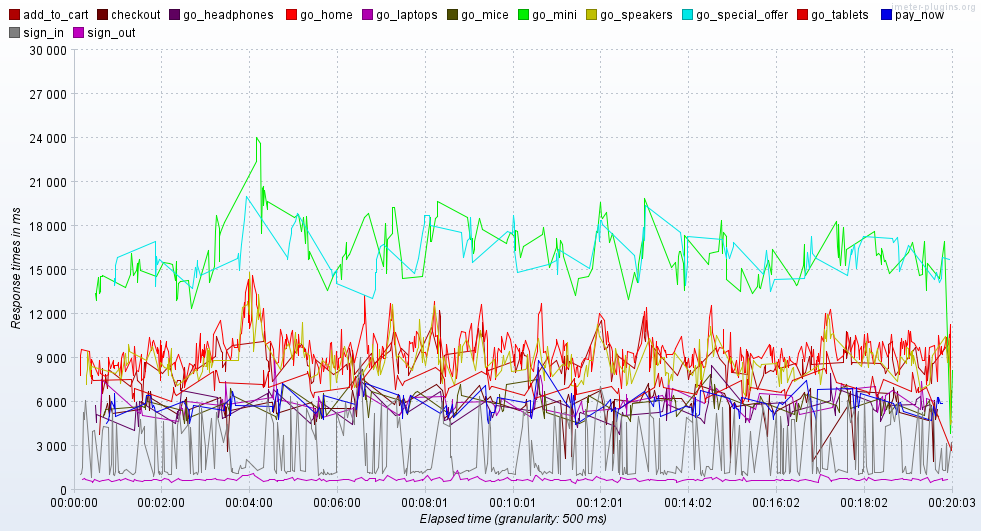 add_to_cart checkout go_headphones go_home go_laptops go_mice go_mini go_speakers go_special_offer go_tablets pay_now
jmeter-plugins.org
sign_in sign_out
30 000
27 000
24 000
21 000
18 000
15 000
12 000
9 000
6 000
3 000
0
Response times in ms
00:00:00 00:02:00 00:04:00 00:06:00 00:08:01 00:10:01 00:12:01 00:14:02 00:16:02 00:18:02 00:20:03
Elapsed time (granularity: 500 ms)